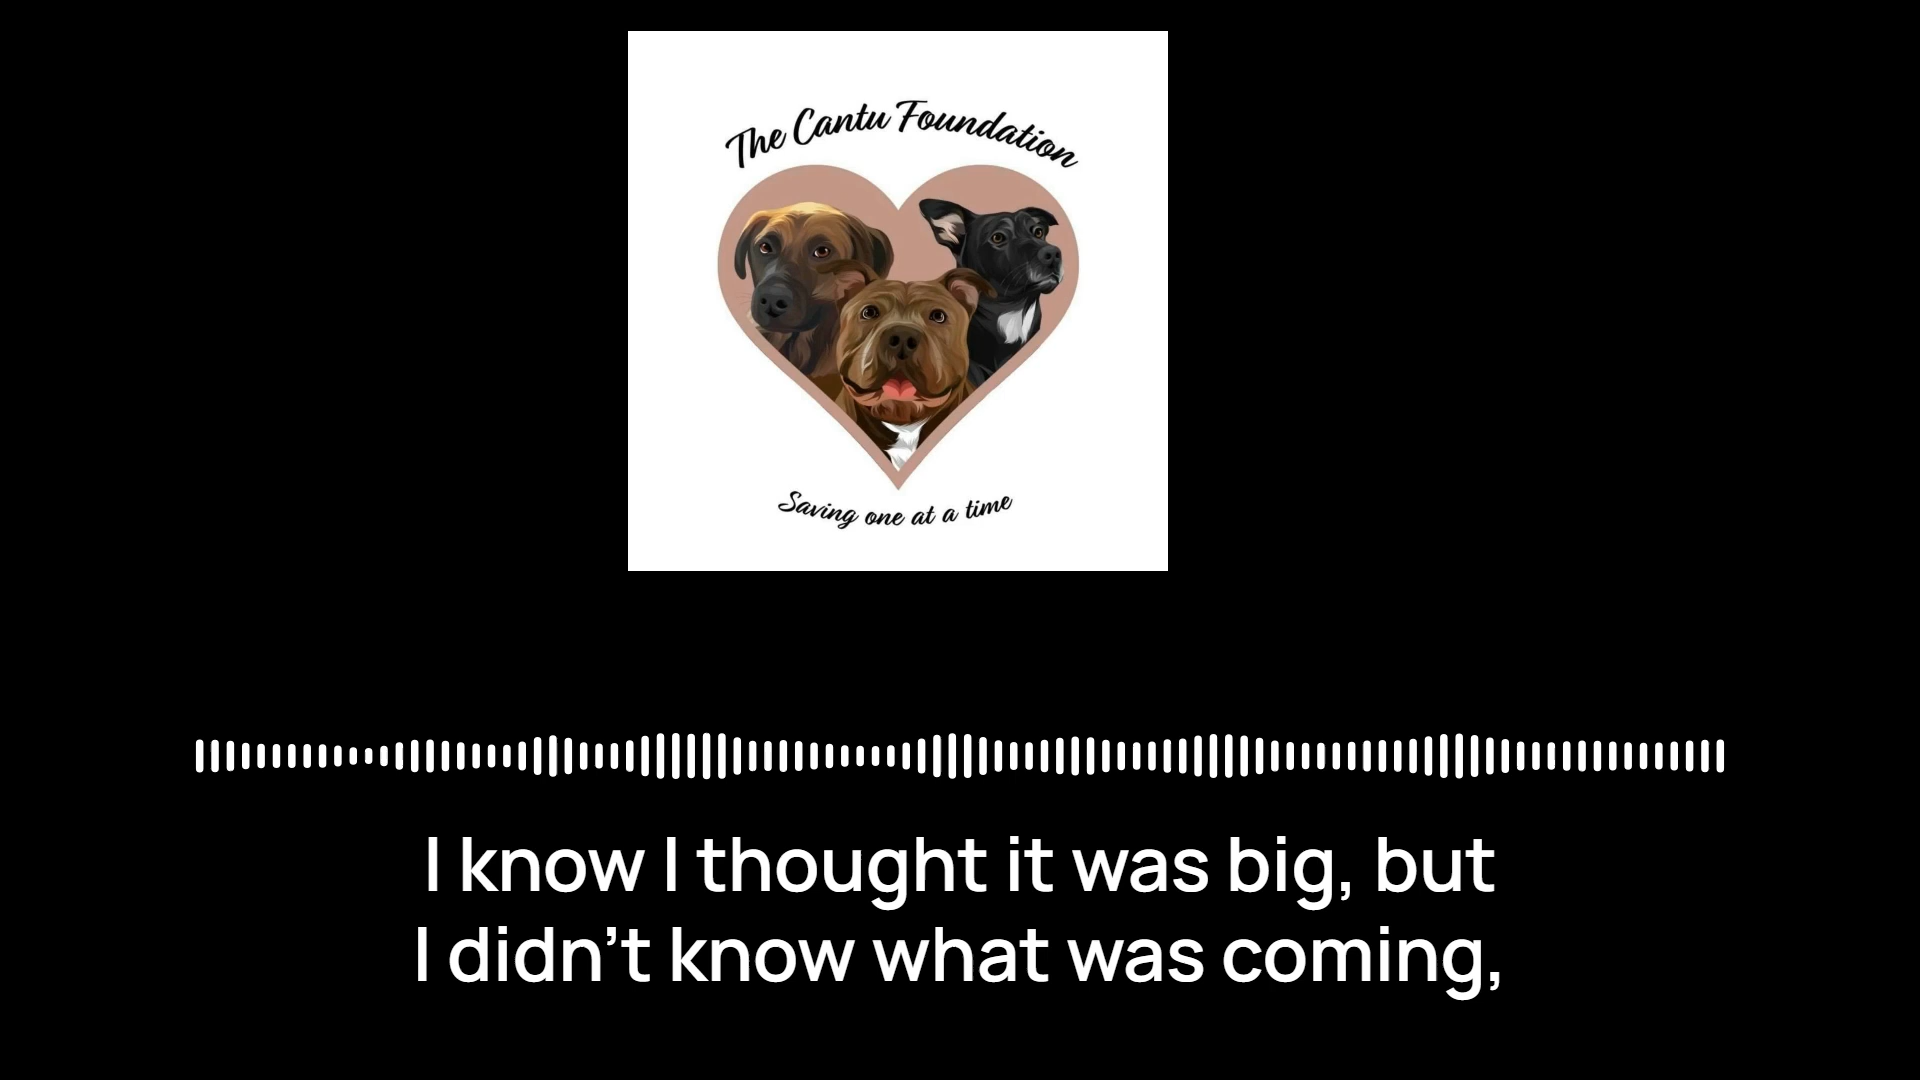 The Cantu Foundation
Saving one at a time
I know I thought it was big, but
I didn’t know what was coming,